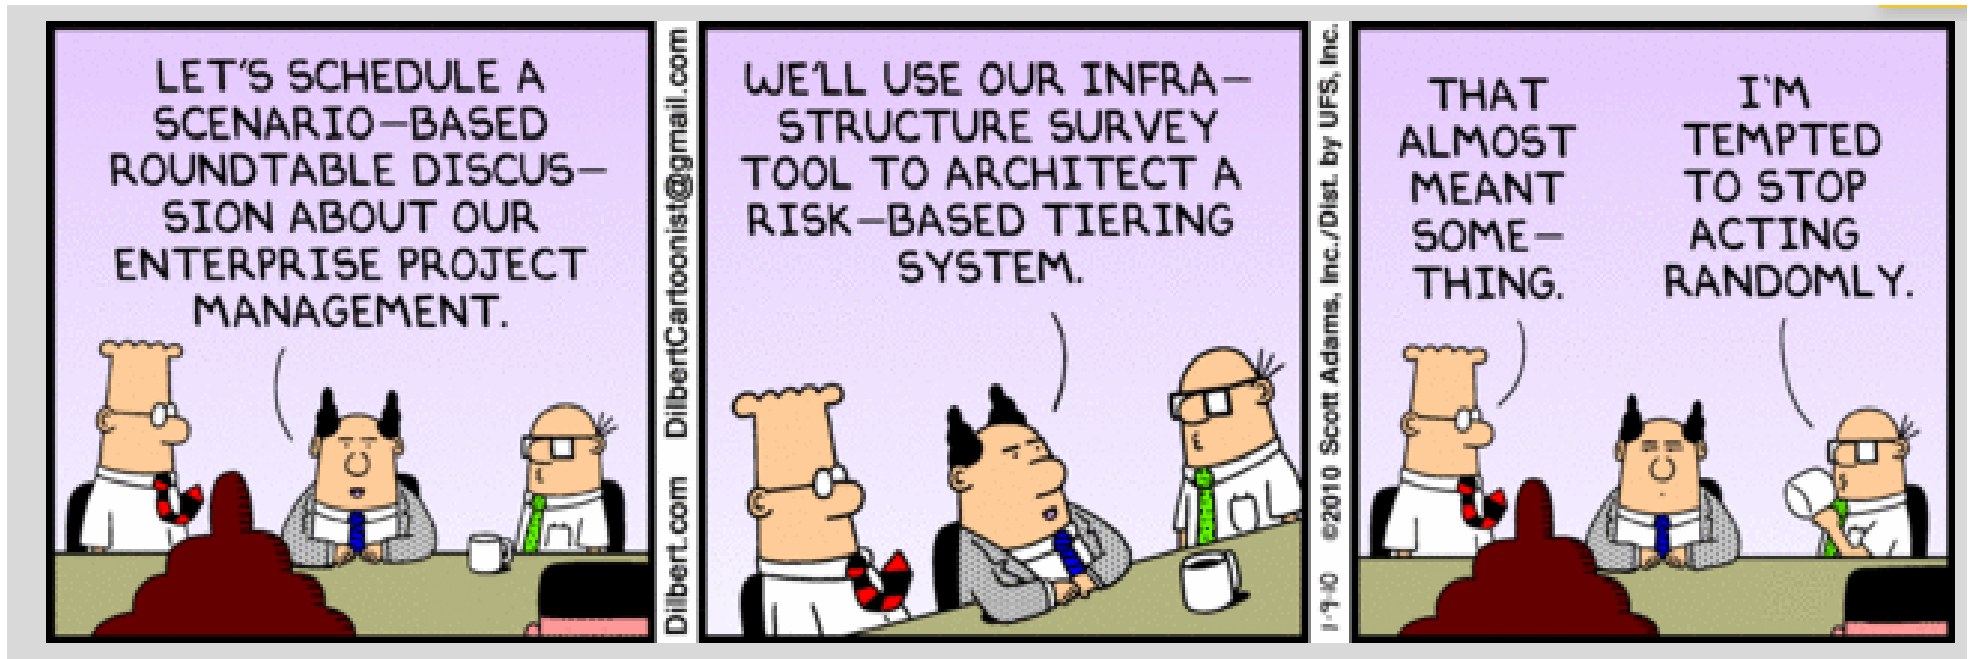 LET'S SCHEDULE A
SCENARIO-BASED
ROUNDTABLE DISCUS-
SION ABOUT OUR
ENTERPRISE PROJECT
MANAGEMENT.
Dilbert.com DilbertCartoonist@gmail.com
WE'LL USE OUR INFRA-
STRUCTURE SURVEY
TOOL TO ARCHITECT A
RISK-BASED TIERING
SYSTEM.
1-9-10 ©2010 Scott Adams, Inc./Dist. by UFS, Inc.
THAT
ALMOST
MEANT
SOME-
THING.
I'M
TEMPTED
TO STOP
ACTING
RANDOMLY.